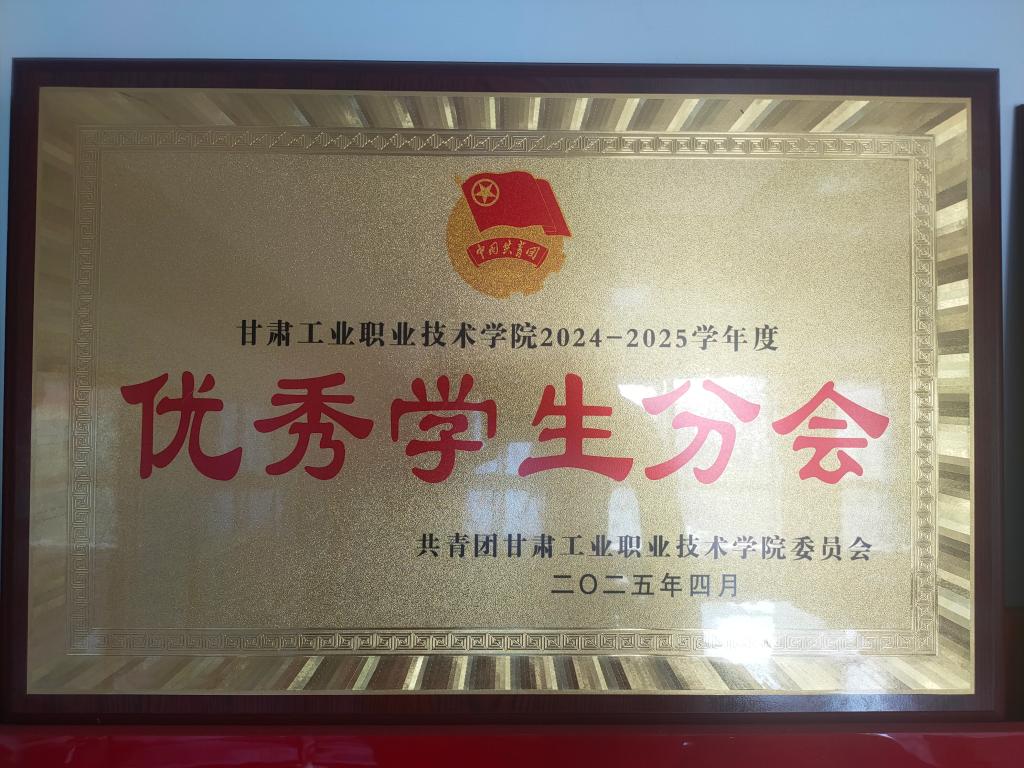 中国共青团
甘肃工业职业技术学院2024-2025学年度
优秀学生分会
共青团甘肃工业职业技术学院委员会
二〇二五年四月